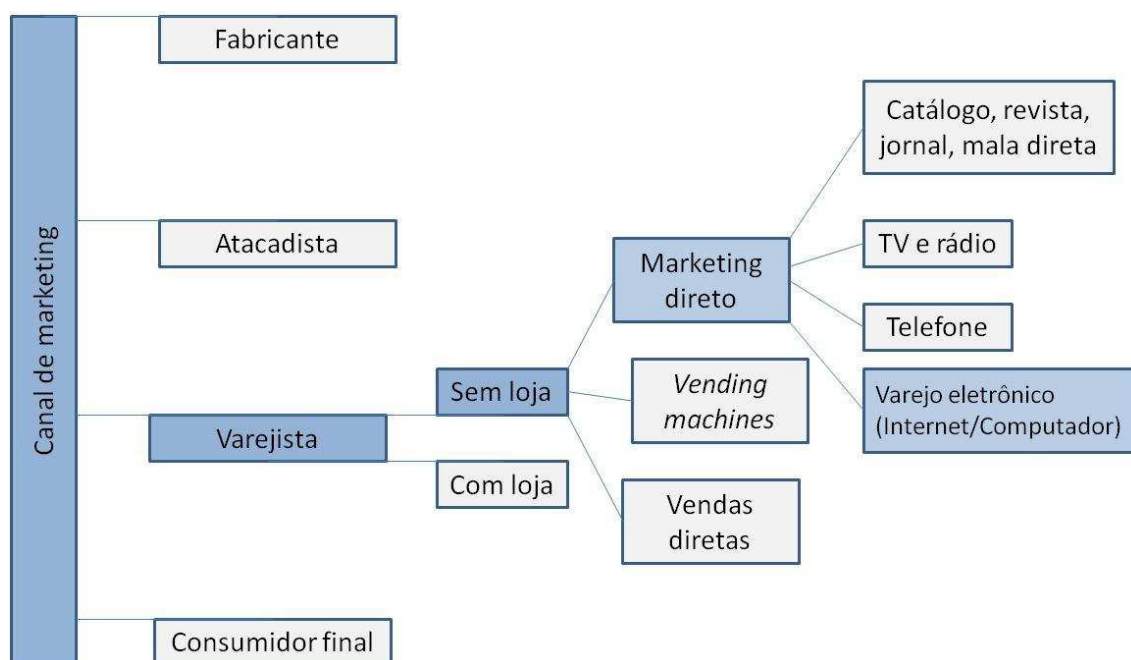 Canal de marketing
Fabricante
Atacadista
Varejista
Consumidor final
Sem loja
Com loja
Marketing
direto
Vending
machines
Vendas
diretas
Catálogo, revista,
jornal, mala direta
TV e rádio
Telefone
Varejo eletrônico
(Internet/Computador)